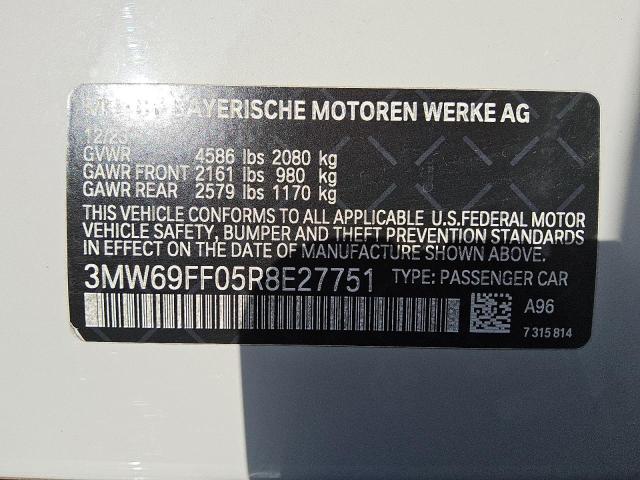 BAYERISCHE MOTOREN WERKE AG
12/23
GVWR 4586 lbs 2080 kg
GAWR FRONT 2161 lbs 980 kg
GAWR REAR 2579 lbs 1170 kg
THIS VEHICLE CONFORMS TO ALL APPLICABLE U.S.FEDERAL MOTOR
VEHICLE SAFETY, BUMPER AND THEFT PREVENTION STANDARDS
IN EFFECT ON THE DATE OF MANUFACTURE SHOWN ABOVE.
3MW69FF05R8E27751 TYPE: PASSENGER CAR
A96
7 315 814